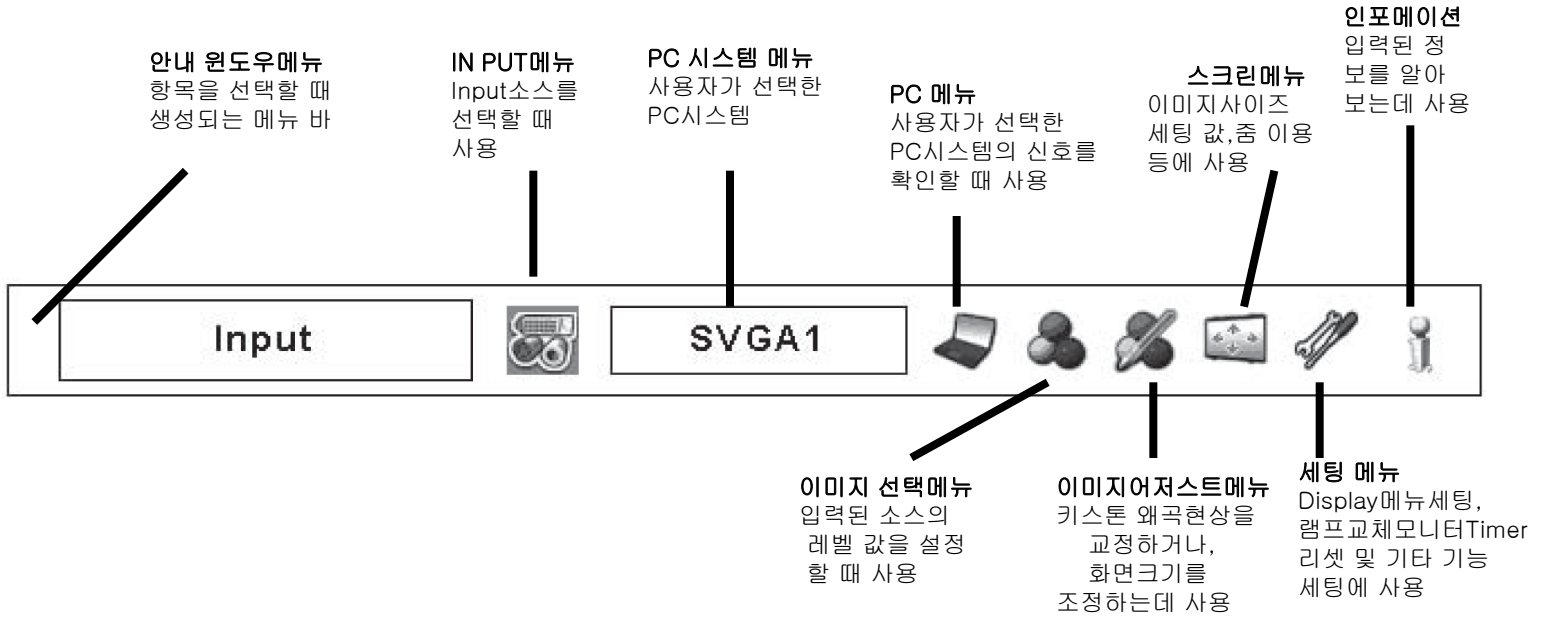 안내 윈도우메뉴
항목을 선택할 때
생성되는 메뉴 바
IN PUT메뉴
Input소스를
선택할 때
사용
PC 시스템 메뉴
사용자가 선택한
PC시스템
PC 메뉴
사용자가 선택한
PC시스템의 신호를
확인할 때 사용
스크린메뉴
이미지사이즈
세팅 값,줌 이용
등에 사용
인포메이션
입력된 정
보를 알아
보는데 사용
Input
SVGA1
이미지 선택메뉴
입력된 소스의
레벨 값을 설정
할 때 사용
이미지어저스트메뉴
키스톤 왜곡현상을
교정하거나,
화면크기를
조정하는데 사용
세팅 메뉴
Display메뉴세팅,
램프교체모니터Timer
리셋 및 기타 기능
세팅에 사용